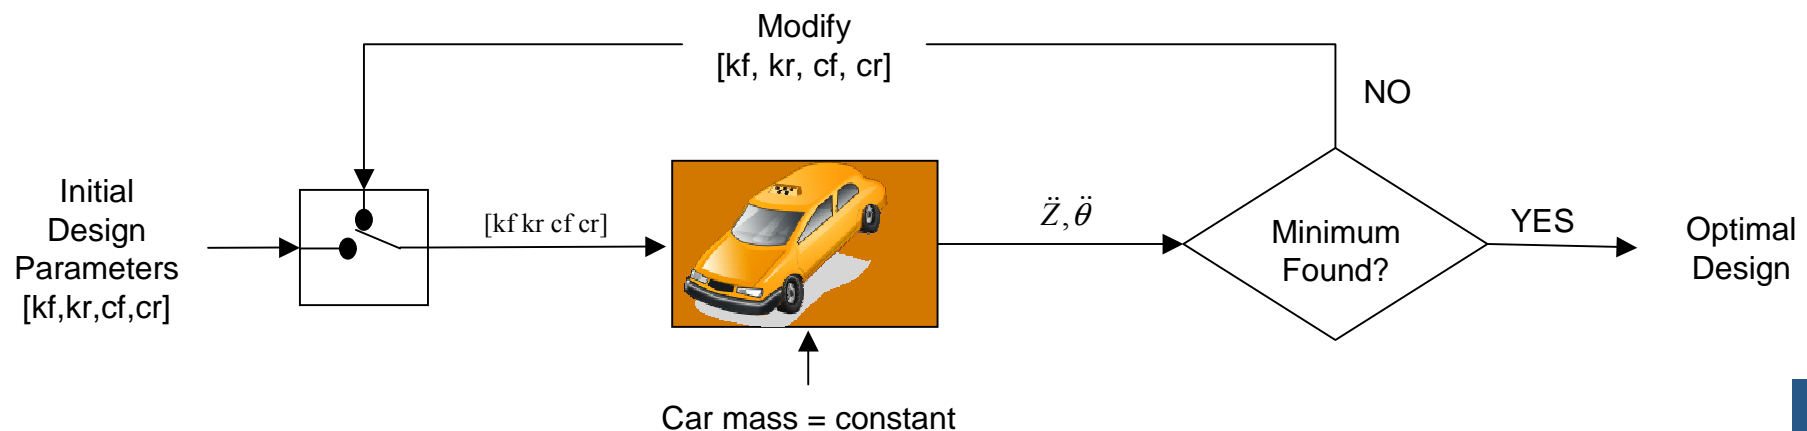 Modify
[kf, kr, cf, cr]
NO
Initial
Design
Parameters
[kf,kr,cf,cr]
[kf kr cf cr]
Z̈, θ̈
Minimum
Found?
YES
Optimal
Design
Car mass = constant